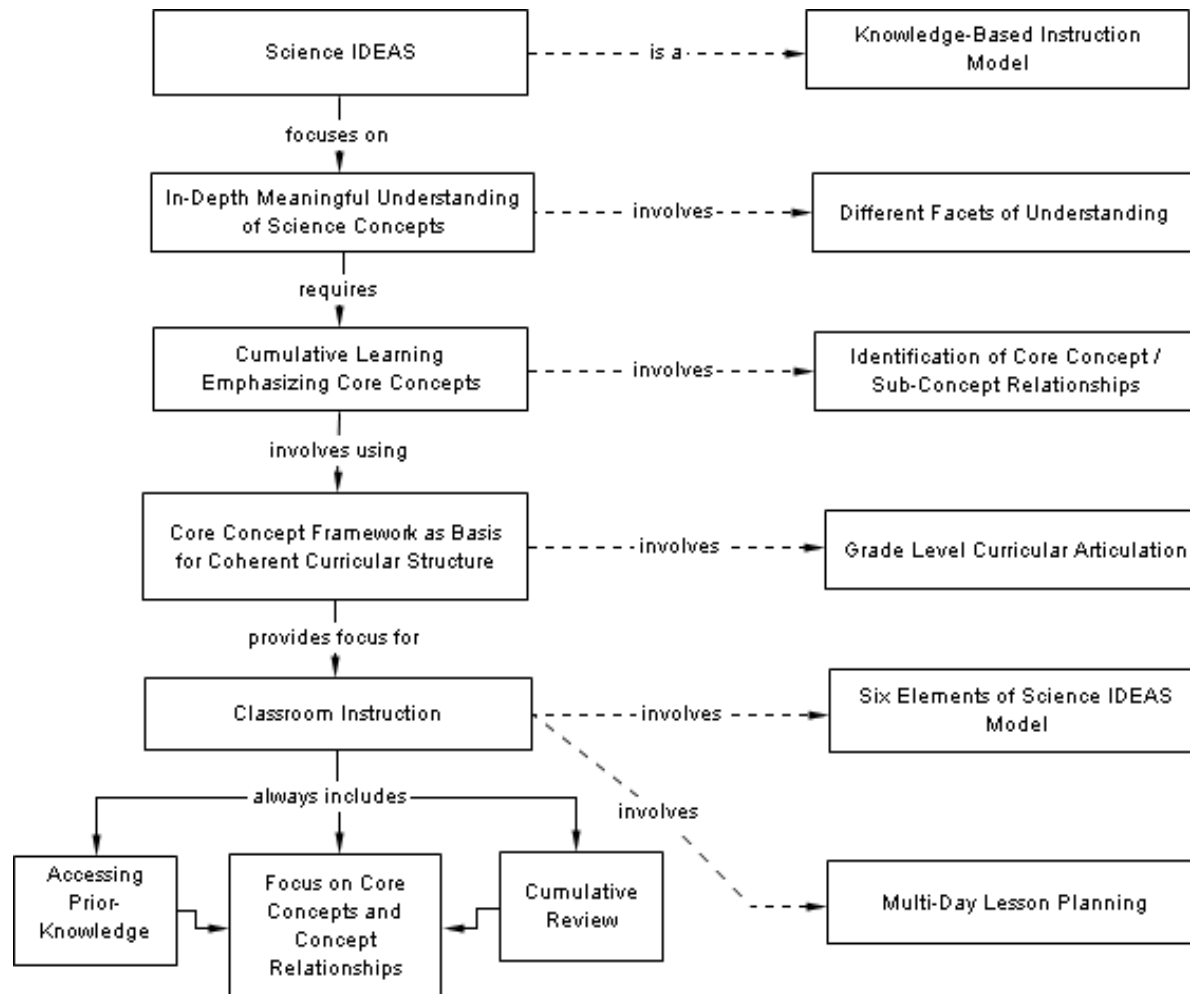 Science IDEAS
is a
Knowledge-Based Instruction
Model
focuses on
In-Depth Meaningful Understanding
of Science Concepts
involves
Different Facets of Understanding
requires
Cumulative Learning
Emphasizing Core Concepts
involves
Identification of Core Concept /
Sub-Concept Relationships
involves using
Core Concept Framework as Basis
for Coherent Curricular Structure
involves
Grade Level Curricular Articulation
provides focus for
Classroom Instruction
involves
Six Elements of Science IDEAS
Model
always includes
involves
Accessing
Prior-
Knowledge
Focus on Core
Concepts and
Concept
Relationships
Cumulative
Review
Multi-Day Lesson Planning